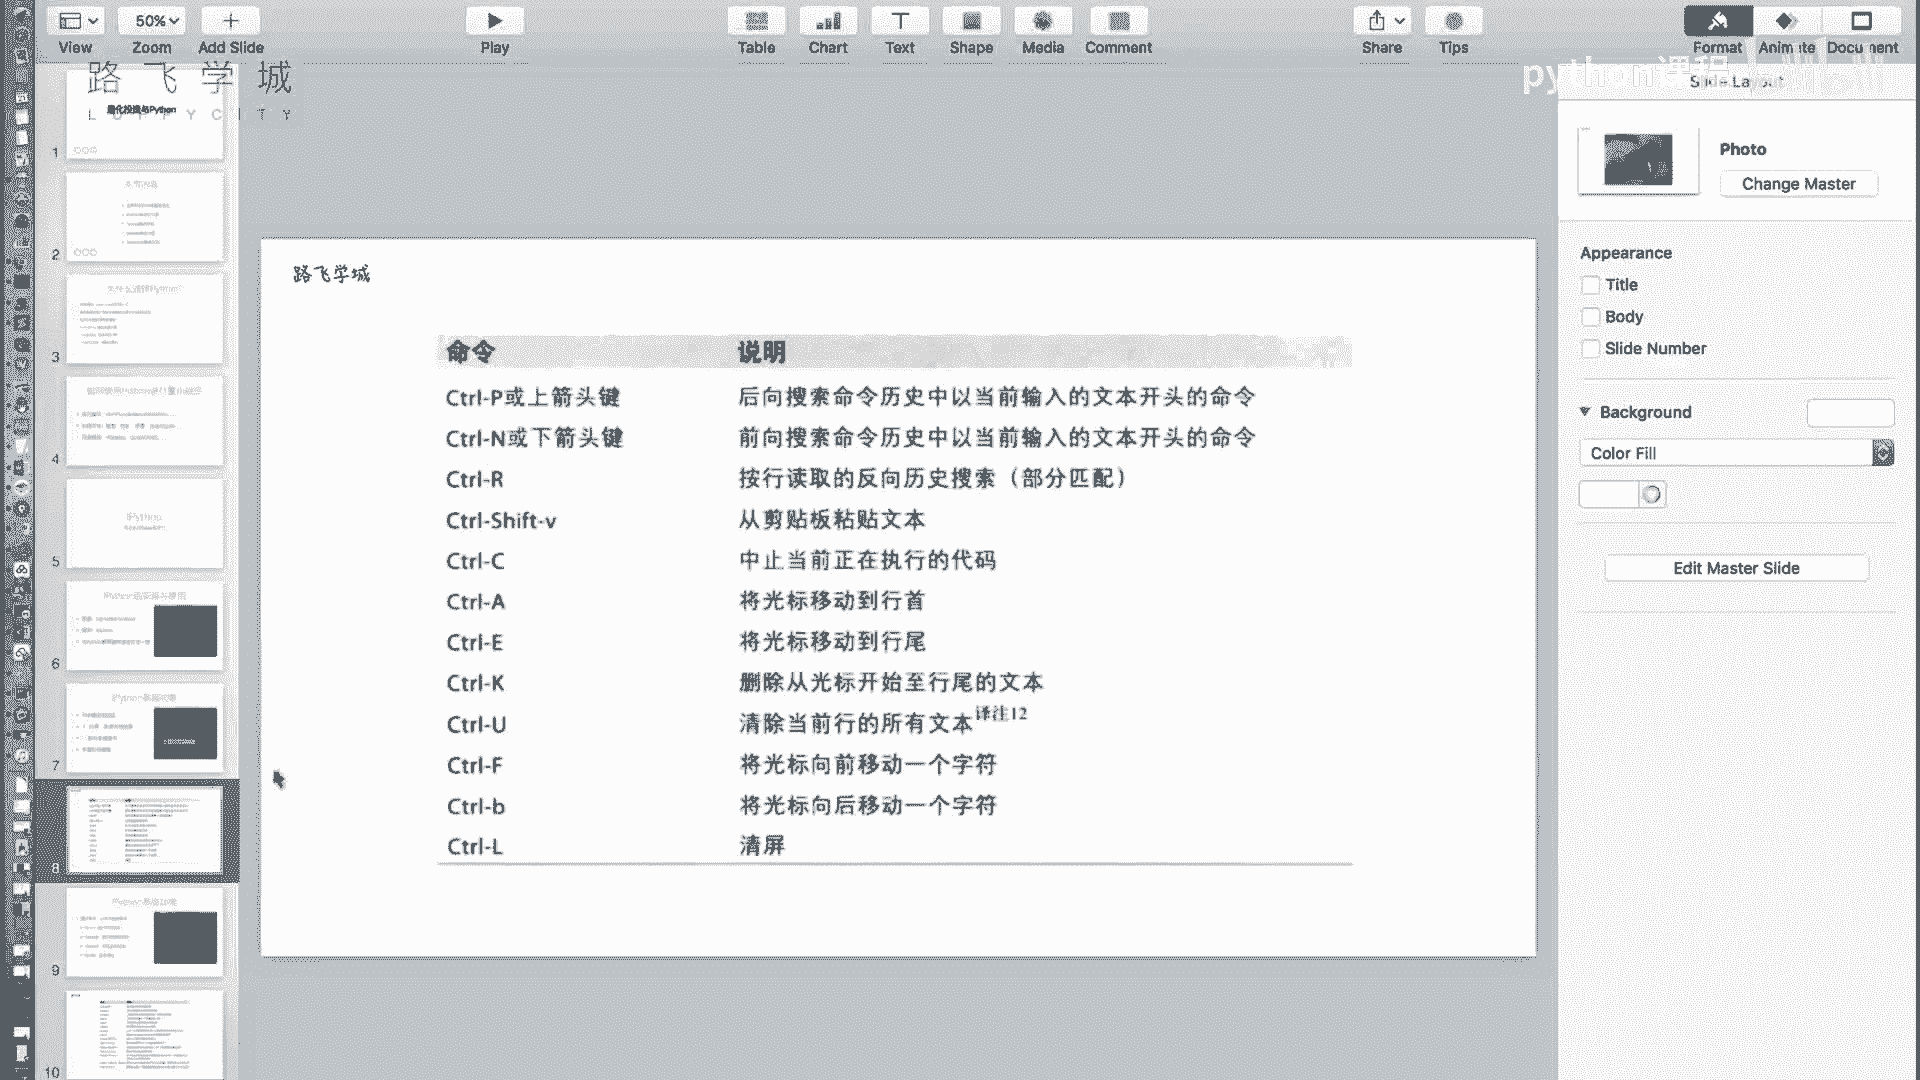 View
50%
Zoom
Add Slide
Play
Table
Chart
Text
Shape
Media
Comment
Share
Tips
Format
Animate
Document
路飞学城
LUFFYCITY
python课程
Slide Layout
Photo
Change Master
Appearance
Title
Body
Slide Number
Background
Color Fill
Edit Master Slide
量化投资与Python
1
2
3
4
5
6
7
8
9
10
IPython
路飞学城
命令 说明
Ctrl-P或上箭头键 后向搜索命令历史中以当前输入的文本开头的命令
Ctrl-N或下箭头键 前向搜索命令历史中以当前输入的文本开头的命令
Ctrl-R 按行读取的反向历史搜索（部分匹配）
Ctrl-Shift-v 从剪贴板粘贴文本
Ctrl-C 中止当前正在执行的代码
Ctrl-A 将光标移动到行首
Ctrl-E 将光标移动到行尾
Ctrl-K 删除从光标开始至行尾的文本
Ctrl-U 清除当前行的所有文本译注12
Ctrl-F 将光标向前移动一个字符
Ctrl-b 将光标向后移动一个字符
Ctrl-L 清屏